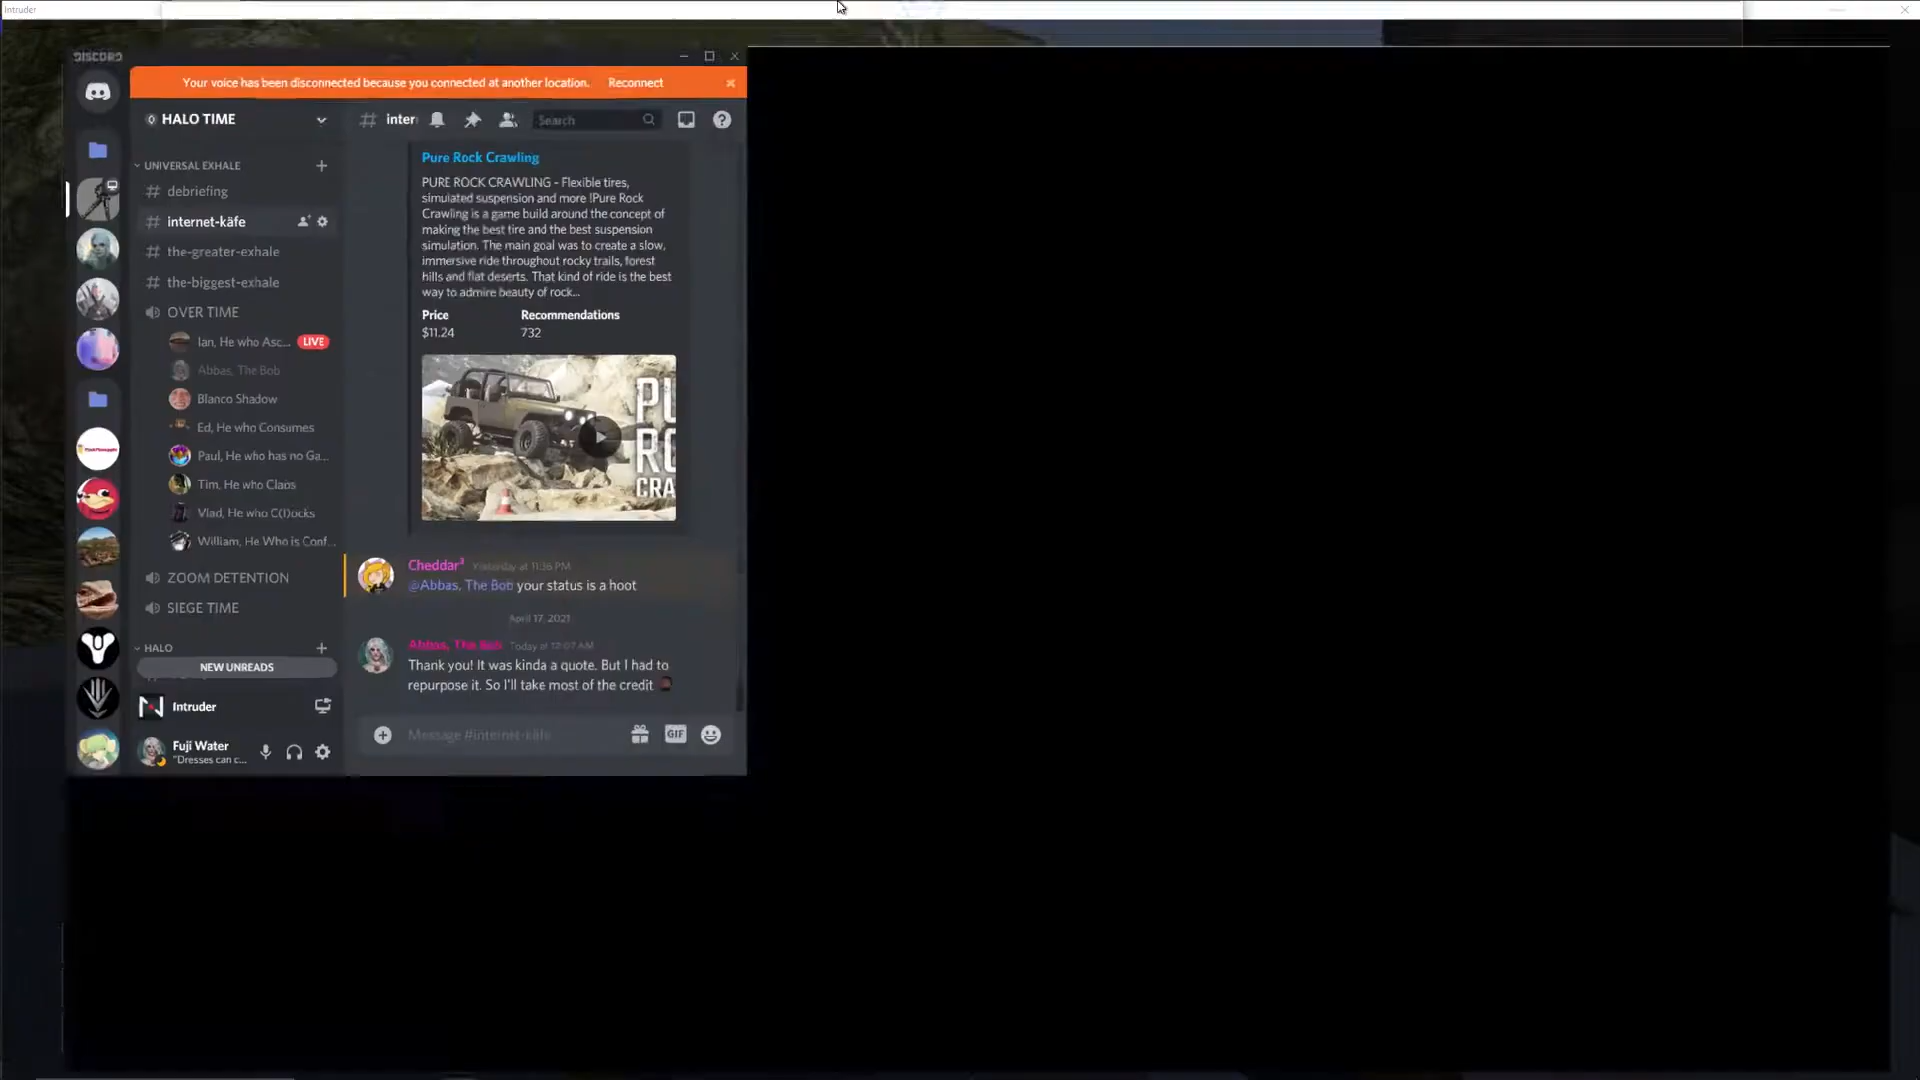 Intruder
DISCORD
Your voice has been disconnected because you connected at another location. Reconnect
HALO TIME
inter
Search
UNIVERSAL EXHALE
debriefing
internet-käfe
the-greater-exhale
the-biggest-exhale
OVER TIME
Ian, He who Asc... LIVE
Abbas, The Bob
Blanco Shadow
Ed, He who Consumes
Paul, He who has no Ga...
Tim, He who Claps
Vlad, He who C(l)ocks
William, He Who is Conf...
ZOOM DETENTION
SIEGE TIME
HALO
NEW UNREADS
Intruder
Fuji Water
"Dresses can c...
Pure Rock Crawling
PURE ROCK CRAWLING - Flexible tires,
simulated suspension and more !Pure Rock
Crawling is a game build around the concept of
making the best tire and the best suspension
simulation. The main goal was to create a slow,
immersive ride throughout rocky trails, forest
hills and flat deserts. That kind of ride is the best
way to admire beauty of rock...
Price Recommendations
$11.24 732
PU
RO
CRA
Cheddar³ Yesterday at 11:36 PM
@Abbas, The Bob your status is a hoot
April 17, 2021
Abbas, The Bob Today at 12:07 AM
Thank you! It was kinda a quote. But I had to
repurpose it. So I'll take most of the credit
Message #internet-käfe
GIF